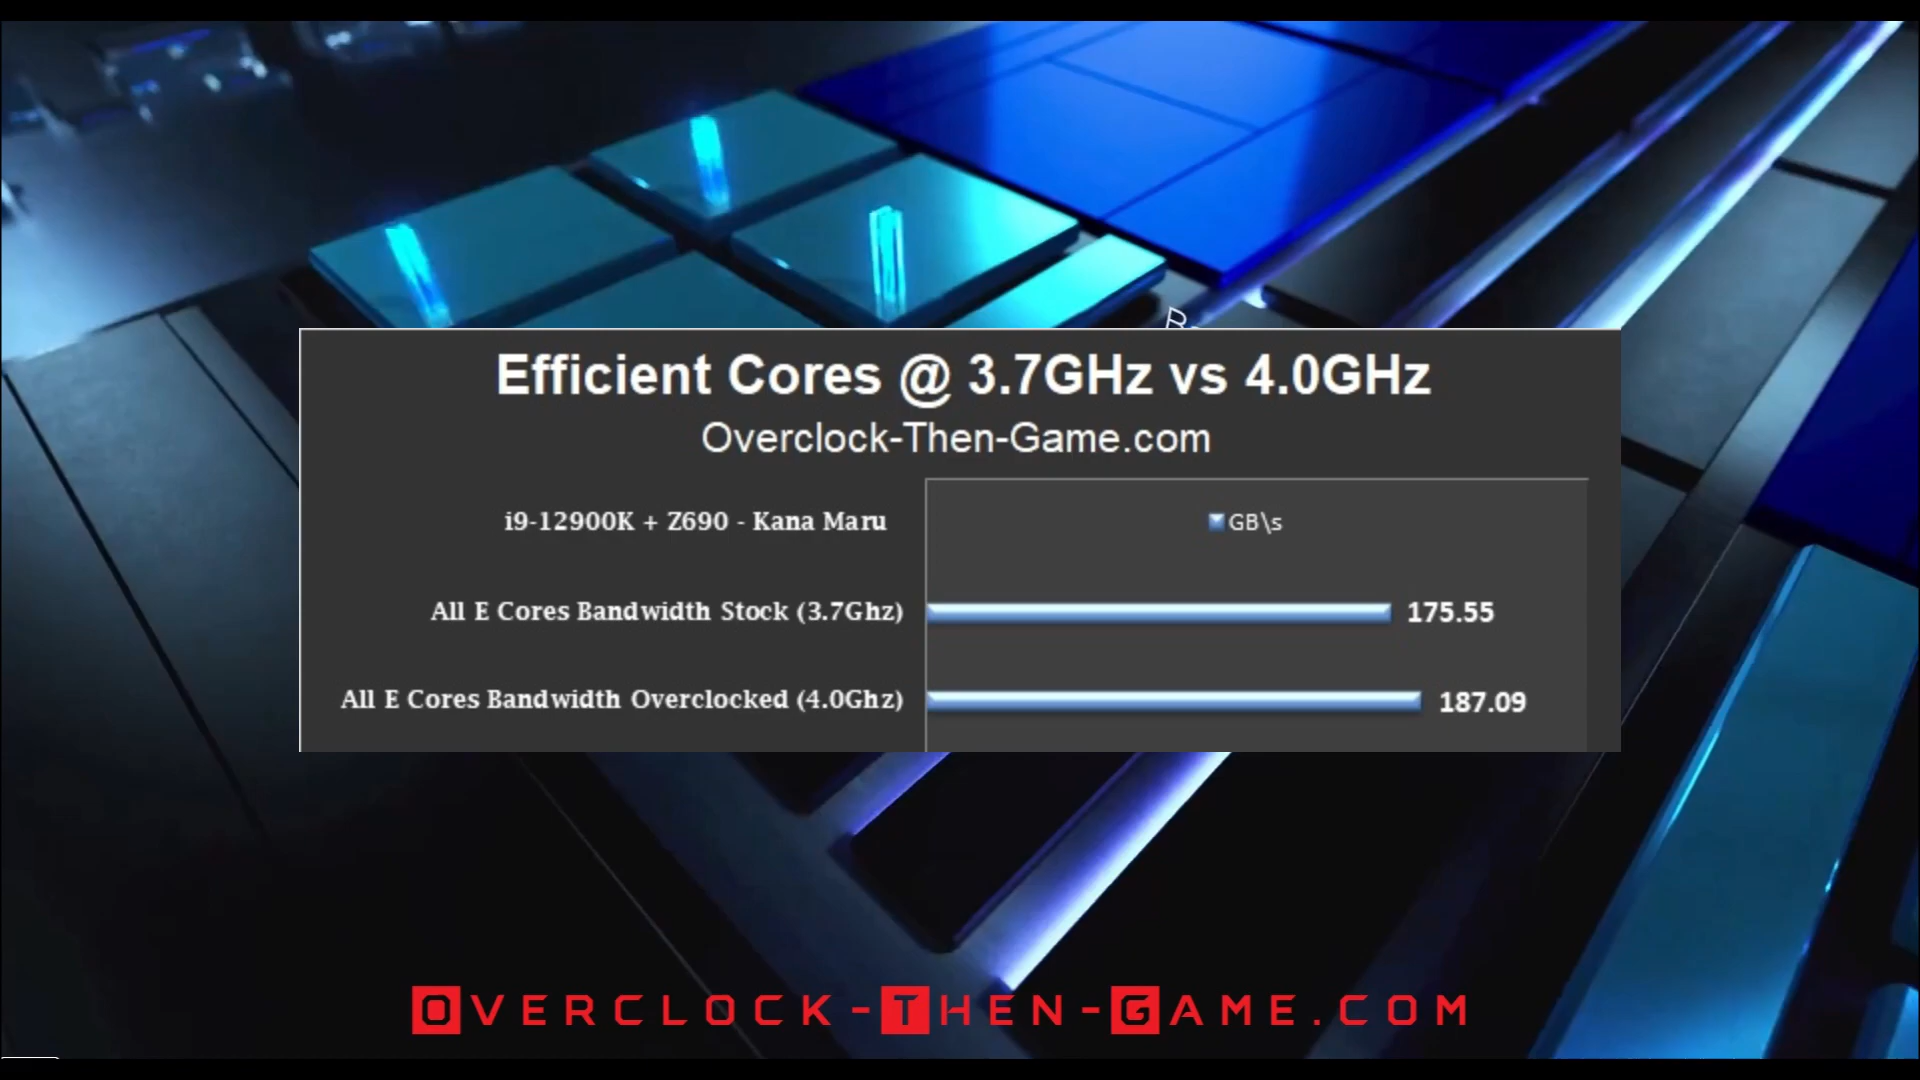 Efficient Cores @ 3.7GHz vs 4.0GHz
Overclock-Then-Game.com
i9-12900K + Z690 - Kana Maru
GB\s
All E Cores Bandwidth Stock (3.7Ghz)
175.55
All E Cores Bandwidth Overclocked (4.0Ghz)
187.09
OVERCLOCK-THEN-GAME.COM